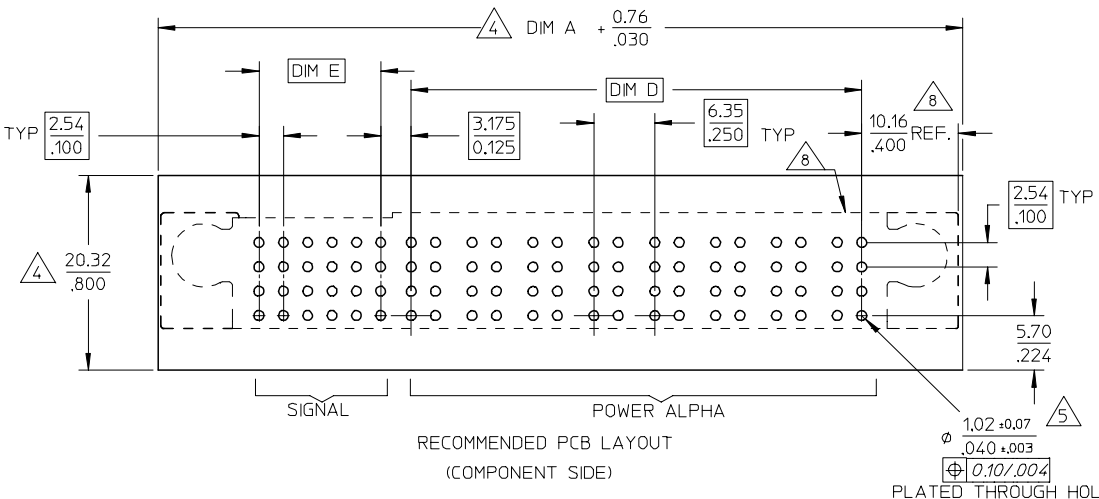 4 DIM A + 0.76
.030
DIM E
DIM D
8
TYP 2.54
.100
3.175
0.125
6.35
.250 TYP
10.16
.400 REF.
8
2.54 TYP
.100
4 20.32
.800
5.70
.224
SIGNAL
POWER ALPHA
RECOMMENDED PCB LAYOUT
(COMPONENT SIDE)
5
⌀ 1.02 ±0.07
.040 ±.003
⌖ 0.10/.004
PLATED THROUGH HOL